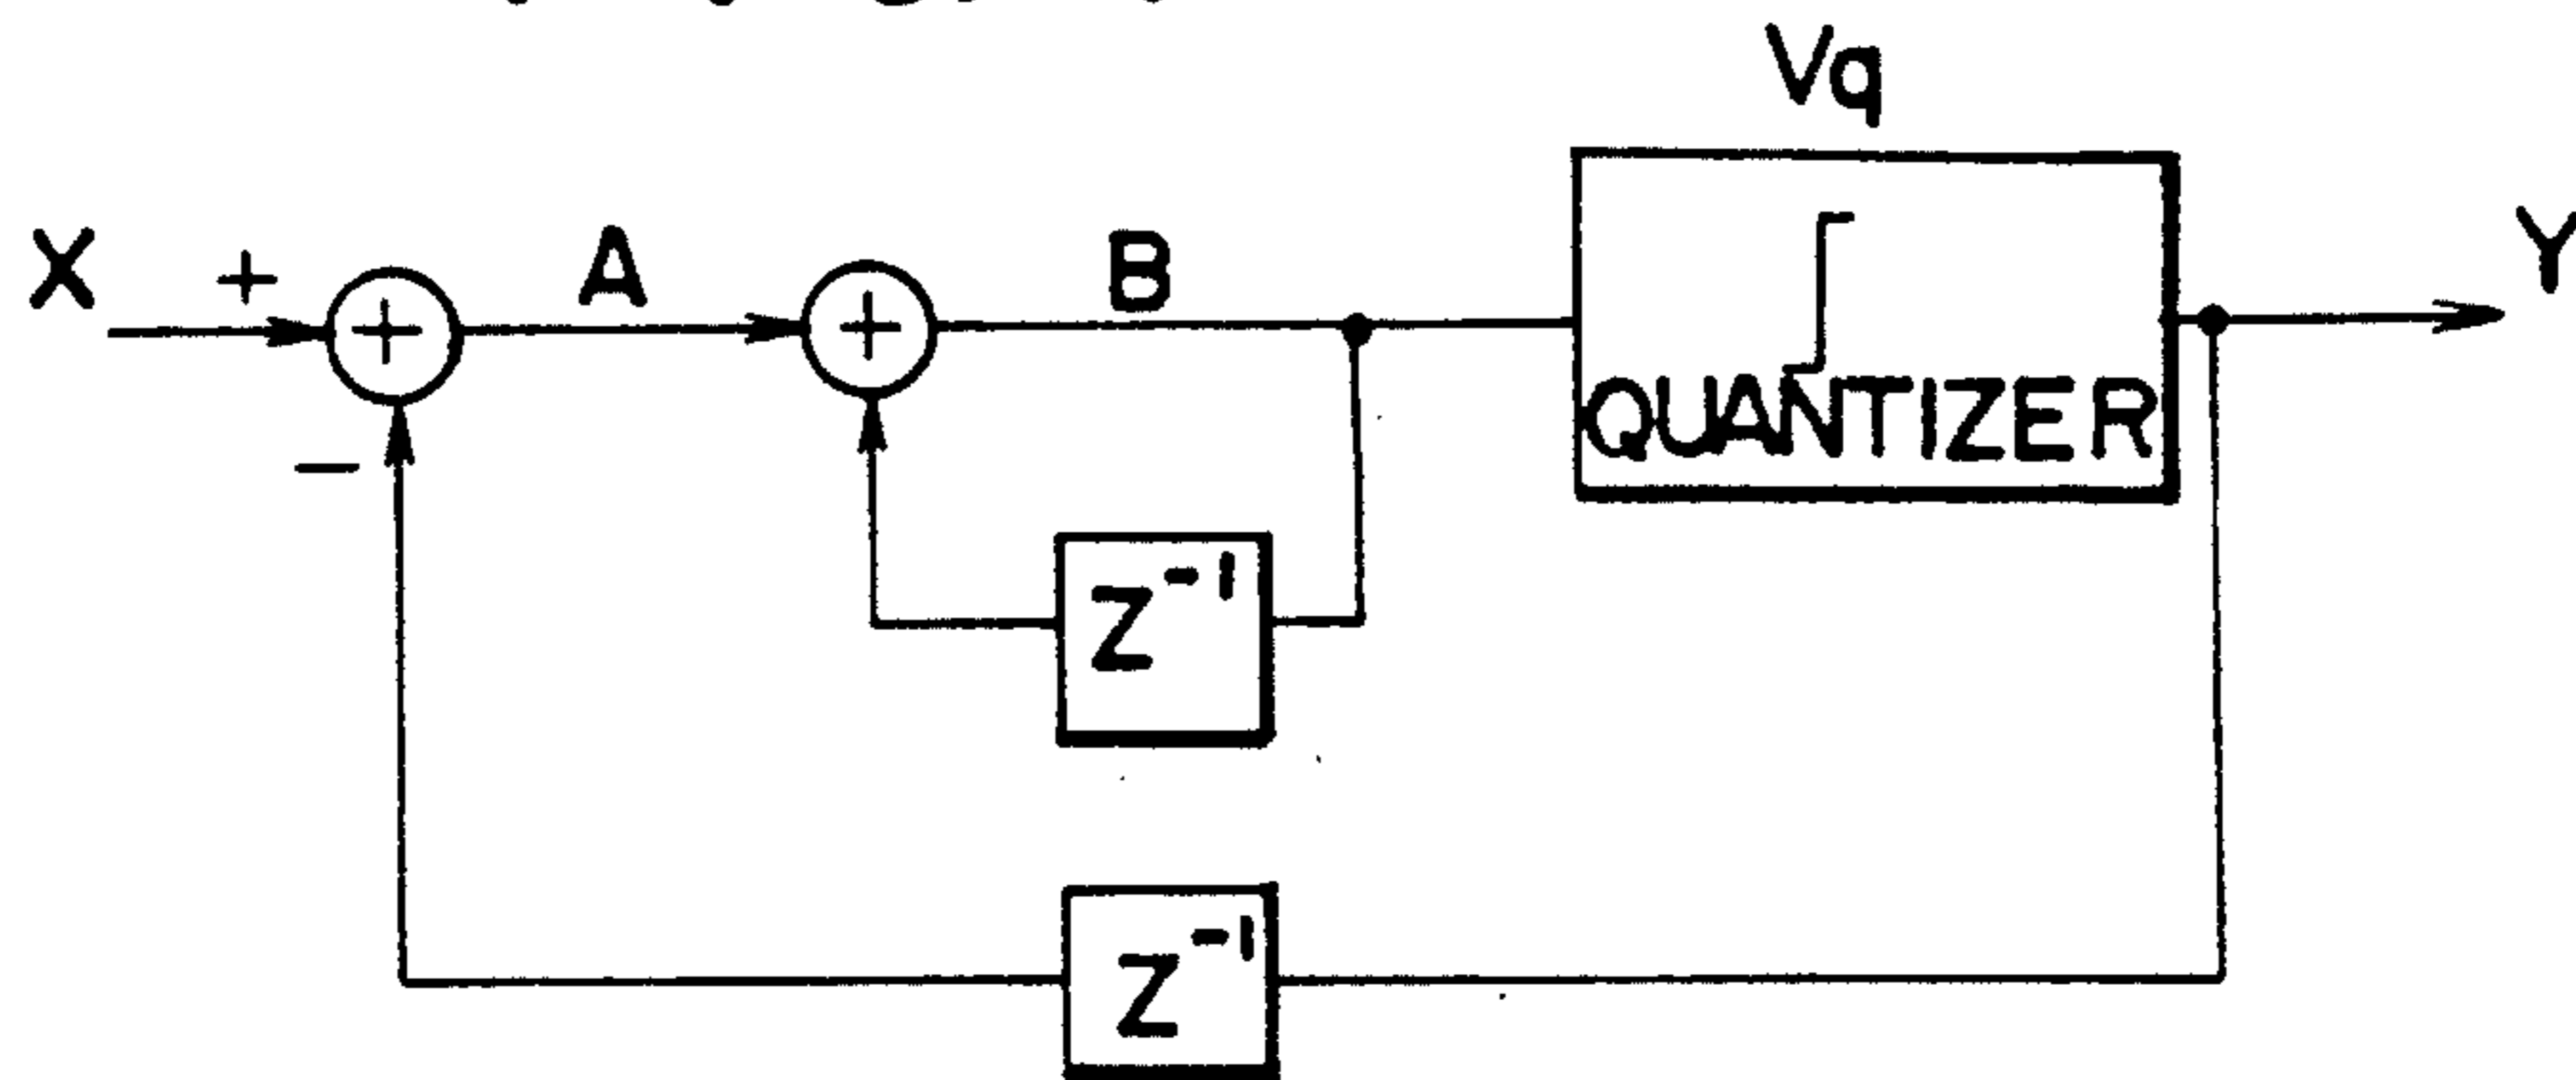 Vq
X + + A + B Y
QUANTIZER
−
Z⁻¹
Z⁻¹